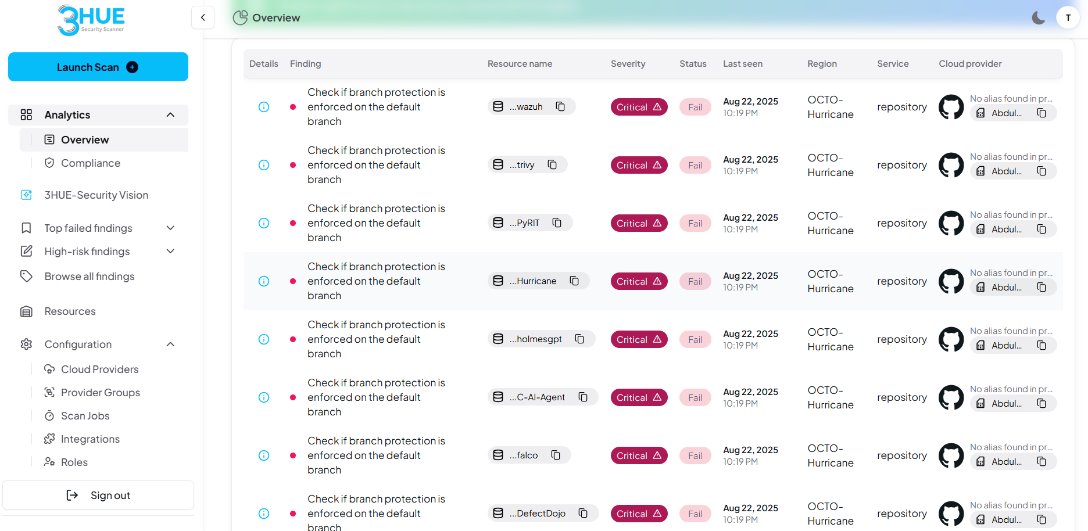 3HUE
Security Scanner
Launch Scan
Analytics
Overview
Compliance
3HUE-Security Vision
Top failed findings
High-risk findings
Browse all findings
Resources
Configuration
Cloud Providers
Provider Groups
Scan Jobs
Integrations
Roles
Sign out
Overview
T
Details Finding Resource name Severity Status Last seen Region Service Cloud provider
Check if branch protection is
enforced on the default
branch
...wazuh
Critical
Fail
Aug 22, 2025
10:19 PM
OCTO-
Hurricane
repository
No alias found in pr...
Abdul...
Check if branch protection is
enforced on the default
branch
...trivy
Critical
Fail
Aug 22, 2025
10:19 PM
OCTO-
Hurricane
repository
No alias found in pr...
Abdul...
Check if branch protection is
enforced on the default
branch
...PyRIT
Critical
Fail
Aug 22, 2025
10:19 PM
OCTO-
Hurricane
repository
No alias found in pr...
Abdul...
Check if branch protection is
enforced on the default
branch
...Hurricane
Critical
Fail
Aug 22, 2025
10:19 PM
OCTO-
Hurricane
repository
No alias found in pr...
Abdul...
Check if branch protection is
enforced on the default
branch
...holmesgpt
Critical
Fail
Aug 22, 2025
10:19 PM
OCTO-
Hurricane
repository
No alias found in pr...
Abdul...
Check if branch protection is
enforced on the default
branch
...C-AI-Agent
Critical
Fail
Aug 22, 2025
10:19 PM
OCTO-
Hurricane
repository
No alias found in pr...
Abdul...
Check if branch protection is
enforced on the default
branch
...falco
Critical
Fail
Aug 22, 2025
10:19 PM
OCTO-
Hurricane
repository
No alias found in pr...
Abdul...
Check if branch protection is
enforced on the default
branch
...DefectDojo
Critical
Fail
Aug 22, 2025
10:19 PM
OCTO-
Hurricane
repository
No alias found in pr...
Abdul...